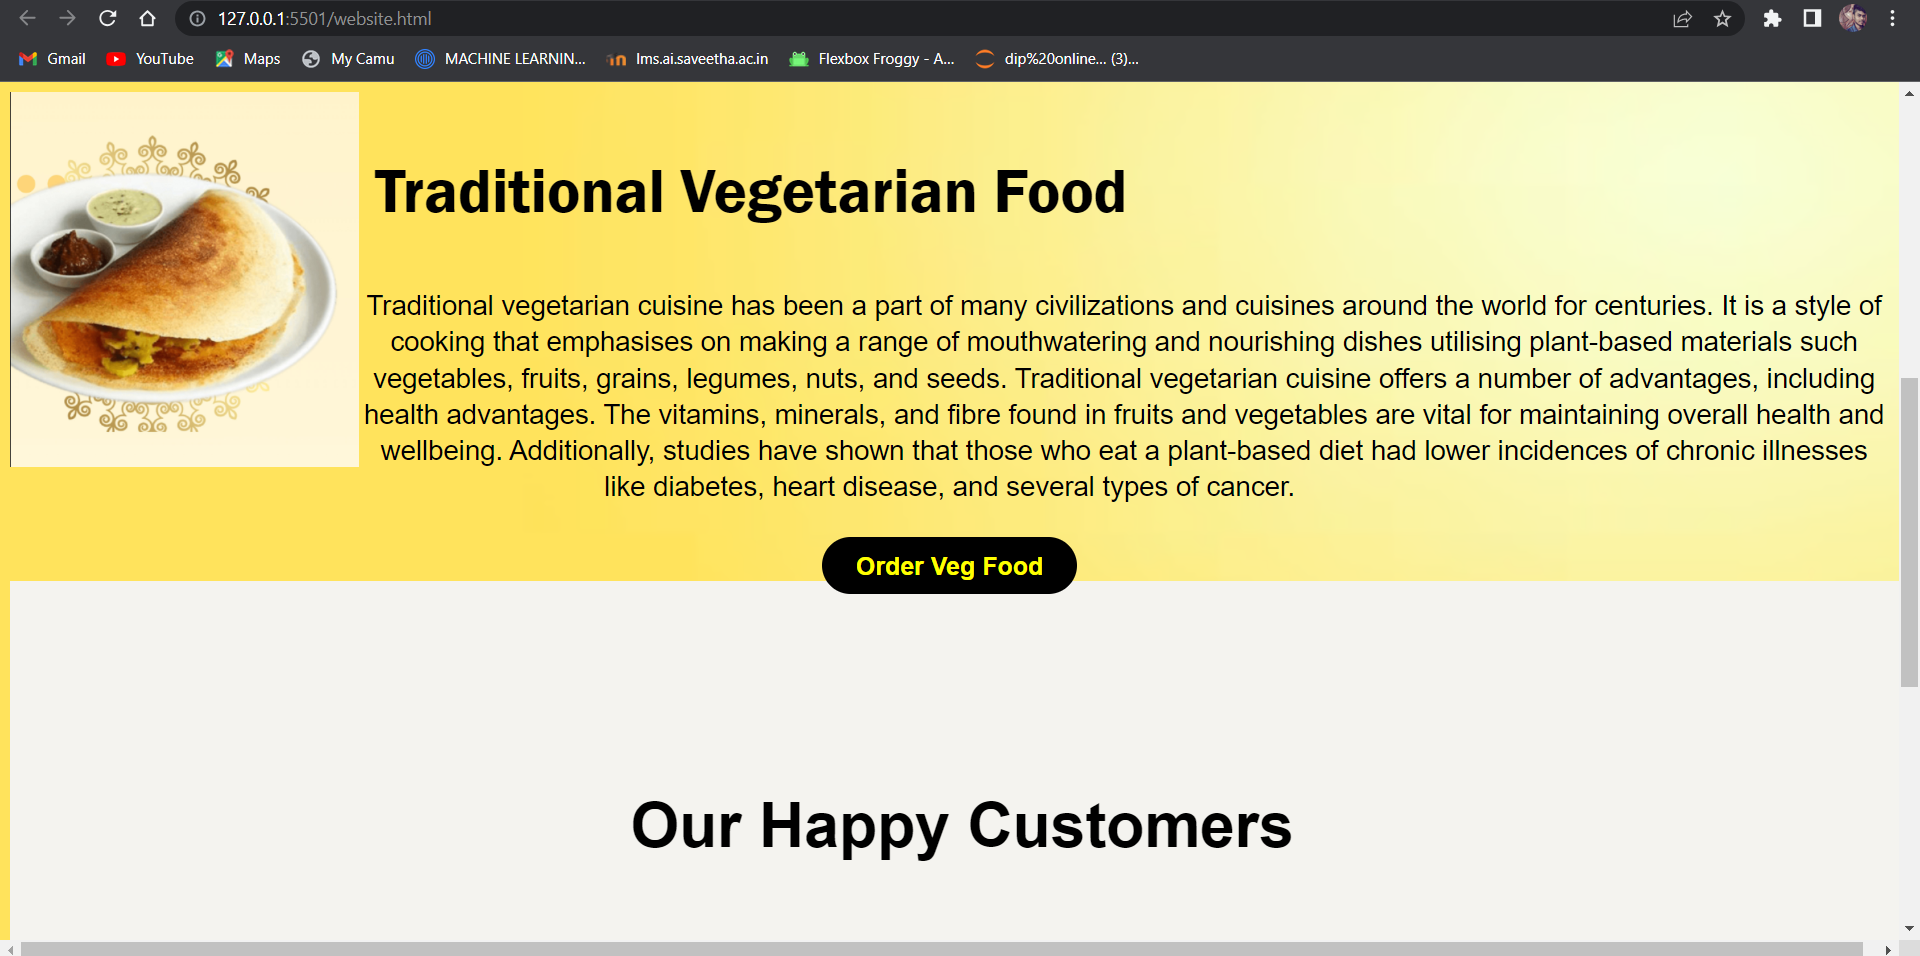 127.0.0.1:5501/website.html
Gmail YouTube Maps My Camu MACHINE LEARNIN... lms.ai.saveetha.ac.in Flexbox Froggy - A... dip%20online... (3)...
Traditional Vegetarian Food
Traditional vegetarian cuisine has been a part of many civilizations and cuisines around the world for centuries. It is a style of
cooking that emphasises on making a range of mouthwatering and nourishing dishes utilising plant-based materials such
vegetables, fruits, grains, legumes, nuts, and seeds. Traditional vegetarian cuisine offers a number of advantages, including
health advantages. The vitamins, minerals, and fibre found in fruits and vegetables are vital for maintaining overall health and
wellbeing. Additionally, studies have shown that those who eat a plant-based diet had lower incidences of chronic illnesses
like diabetes, heart disease, and several types of cancer.
Order Veg Food
Our Happy Customers